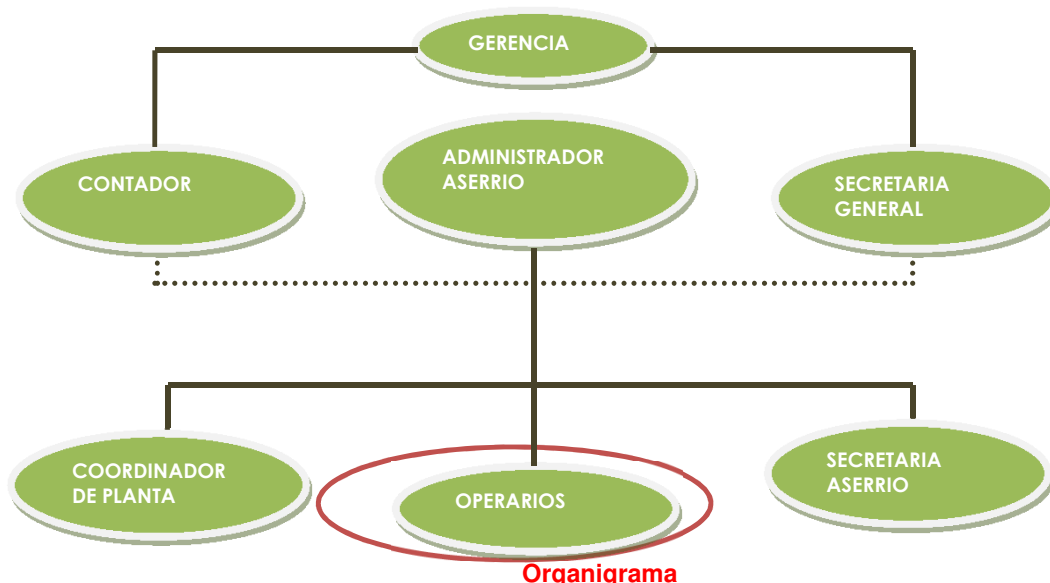 GERENCIA
CONTADOR
ADMINISTRADOR
ASERRIO
SECRETARIA
GENERAL
COORDINADOR
DE PLANTA
OPERARIOS
SECRETARIA
ASERRIO
Organigrama